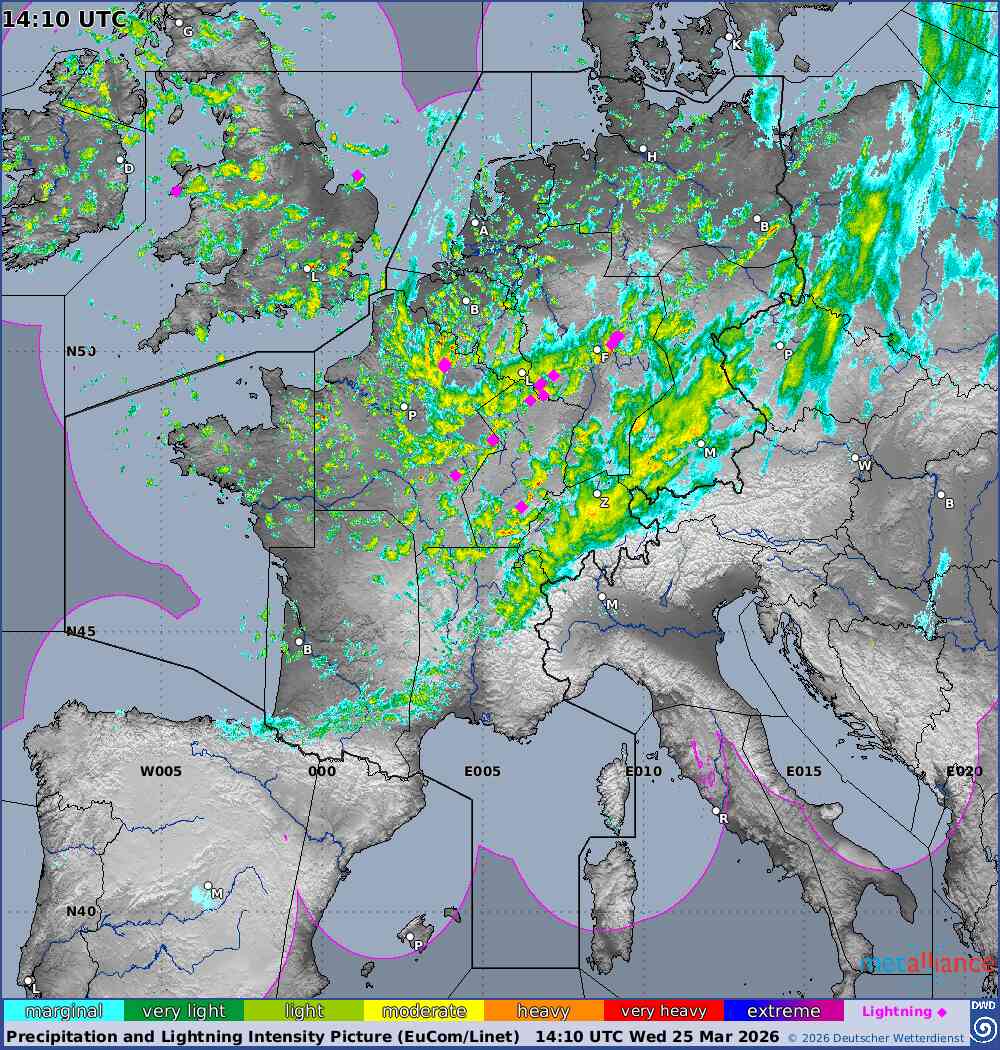 14:10 UTC
G
K
D
H
A
B
L
B
N50
F
P
L
P
M
W
Z
B
M
N45
B
W005
000
E005
E010
E015
E020
R
M
N40
P
metalliance
L
marginal very light light moderate heavy very heavy extreme Lightning ◆
DWD
Precipitation and Lightning Intensity Picture (EuCom/Linet) 14:10 UTC Wed 25 Mar 2026 © 2026 Deutscher Wetterdienst